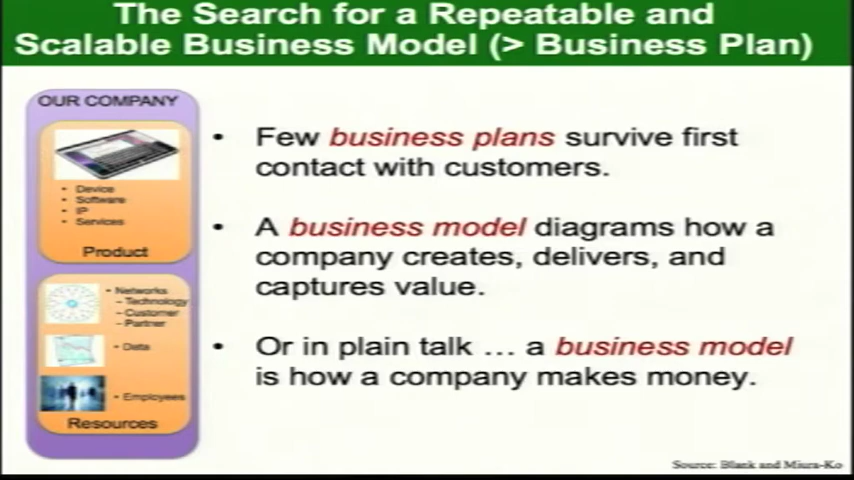 The Search for a Repeatable and
Scalable Business Model (> Business Plan)
OUR COMPANY
• Device
• Software
• IP
• Services
Product
• Networks
– Technology
– Customer
– Partner
• Data
• Employees
Resources
• Few business plans survive first
contact with customers.
• A business model diagrams how a
company creates, delivers, and
captures value.
• Or in plain talk … a business model
is how a company makes money.
Source: Blank and Miura-Ko